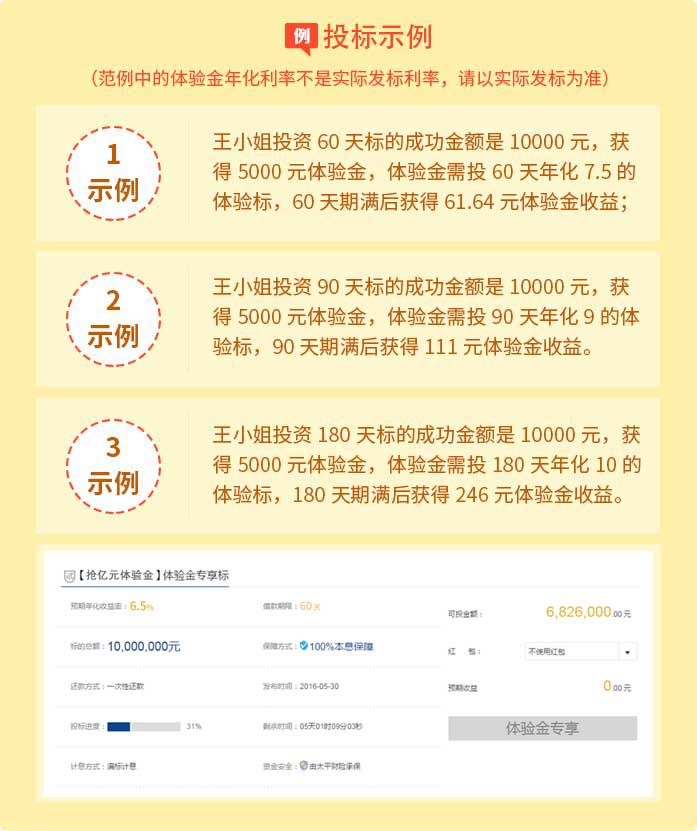 例 投标示例
（范例中的体验金年化利率不是实际发标利率，请以实际发标为准）
1
示例
王小姐投资 60 天标的成功金额是 10000 元，获
得 5000 元体验金，体验金需投 60 天年化 7.5 的
体验标，60 天期满后获得 61.64 元体验金收益；
2
示例
王小姐投资 90 天标的成功金额是 10000 元，获
得 5000 元体验金，体验金需投 90 天年化 9 的体
验标，90 天期满后获得 111 元体验金收益。
3
示例
王小姐投资 180 天标的成功金额是 10000 元，获
得 5000 元体验金，体验金需投 180 天年化 10 的
体验标，180 天期满后获得 246 元体验金收益。
【抢亿元体验金】体验金专享标
预期年化收益率：6.5%
借款期限：60天
可投金额：
6,826,000.00 元
标的总额：10,000,000元
保障方式：100%本息保障
红 包：
不使用红包
还款方式：一次性还款
发布时间：2016-05-30
预期收益
0.00 元
投标进度：
31%
剩余时间：05天01时09分03秒
体验金专享
计息方式：满标计息
资金安全：由太平财险承保